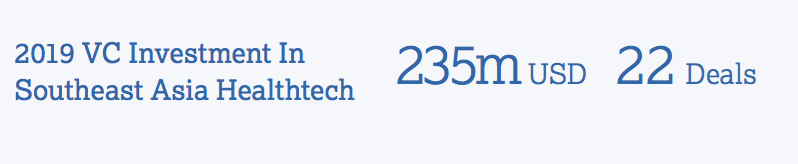 2019 VC Investment In
Southeast Asia Healthtech
235m USD
22 Deals